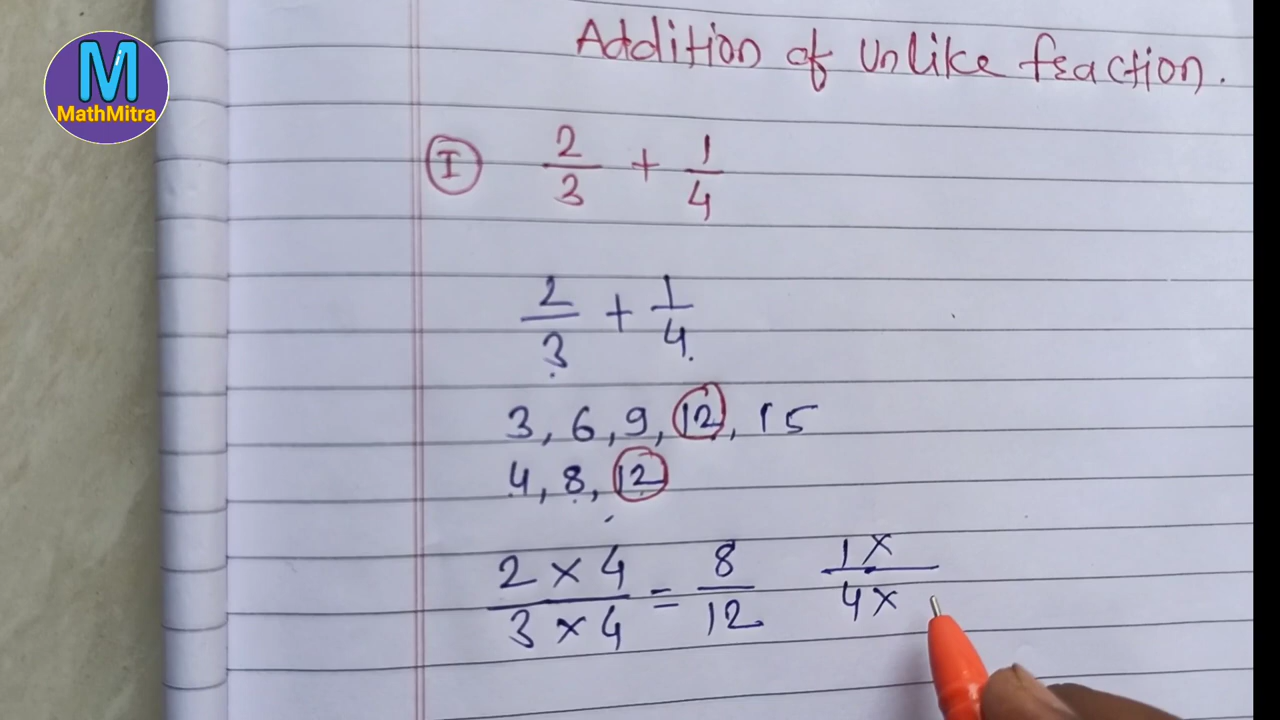 M
MathMitra
Addition of Unlike fraction.
I 2/3 + 1/4
2/3 + 1/4
3, 6, 9, 12, 15
4, 8, 12
2 × 4 / 3 × 4 = 8/12 1 × / 4 ×